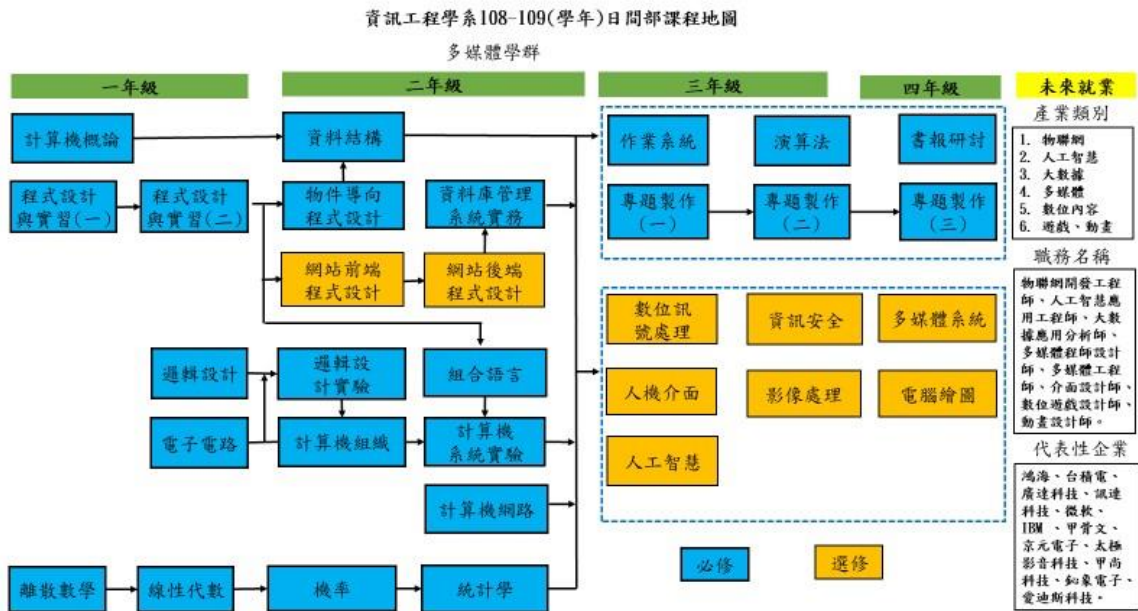 資訊工程學系108-109(學年)日間部課程地圖
多媒體學群
一年級
二年級
三年級
四年級
未來就業
計算機概論
資料結構
作業系統
演算法
書報研討
程式設計
與實習(一)
程式設計
與實習(二)
物件導向
程式設計
資料庫管理
系統實務
專題製作
(一)
專題製作
(二)
專題製作
(三)
網站前端
程式設計
網站後端
程式設計
數位訊
號處理
資訊安全
多媒體系統
邏輯設計
邏輯設
計實驗
組合語言
人機介面
影像處理
電腦繪圖
電子電路
計算機組織
計算機
系統實驗
人工智慧
計算機網路
離散數學
線性代數
機率
統計學
必修
選修
產業類別
1. 物聯網
2. 人工智慧
3. 大數據
4. 多媒體
5. 數位內容
6. 遊戲、動畫
職務名稱
物聯網開發工程
師、人工智慧應
用工程師、大數
據應用分析師、
多媒體程師設計
師、多媒體工程
師、介面設計師、
數位遊戲設計師、
動畫設計師。
代表性企業
鴻海、台積電、
廣達科技、訊連
科技、微軟、
IBM 、甲骨文、
京元電子、太極
影音科技、甲尚
科技、鈊象電子、
愛迪斯科技。